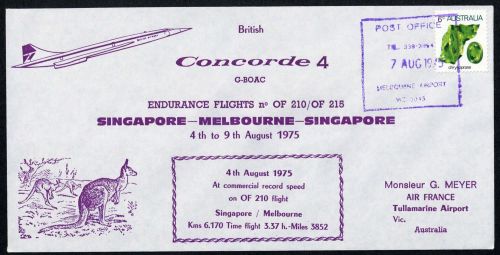 British
Concorde 4
G-BOAC
ENDURANCE FLIGHTS nº OF 210/OF 215
SINGAPORE—MELBOURNE—SINGAPORE
4th to 9th August 1975
4th August 1975
At commercial record speed
on OF 210 flight
Singapore / Melbourne
Kms 6.170 Time flight 3.37 h.-Miles 3852
POST OFFICE
7 AUG 1975
MELBOURNE AIRPORT
AUSTRALIA
chrysoprase
Monsieur G. MEYER
AIR FRANCE
Tullamarine Airport
Vic.
Australia